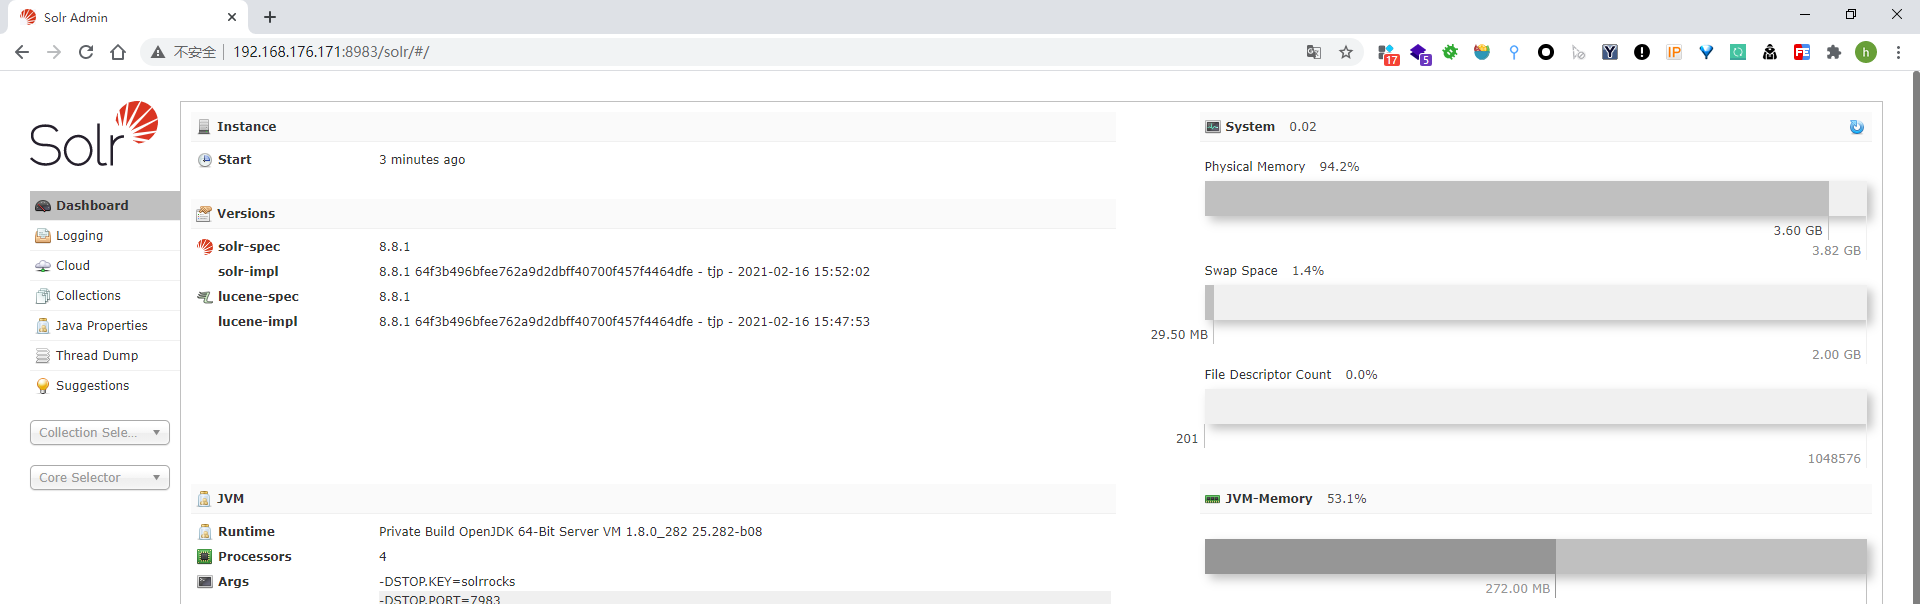 Solr Admin
不安全 192.168.176.171:8983/solr/#/
17
5
IP
FE
h
Solr
Dashboard
Logging
Cloud
Collections
Java Properties
Thread Dump
Suggestions
Collection Sele...
Core Selector
Instance
Start 3 minutes ago
Versions
solr-spec 8.8.1
solr-impl 8.8.1 64f3b496bfee762a9d2dbff40700f457f4464dfe - tjp - 2021-02-16 15:52:02
lucene-spec 8.8.1
lucene-impl 8.8.1 64f3b496bfee762a9d2dbff40700f457f4464dfe - tjp - 2021-02-16 15:47:53
JVM
Runtime Private Build OpenJDK 64-Bit Server VM 1.8.0_282 25.282-b08
Processors 4
Args -DSTOP.KEY=solrrocks
-DSTOP.PORT=7983
System 0.02
Physical Memory 94.2%
3.60 GB
3.82 GB
Swap Space 1.4%
29.50 MB
2.00 GB
File Descriptor Count 0.0%
201
1048576
JVM-Memory 53.1%
272.00 MB